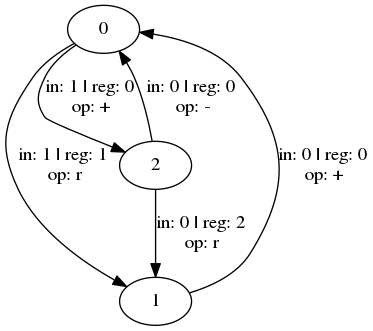 0
in: 1 | reg: 0
op: +
in: 0 | reg: 0
op: -
in: 1 | reg: 1
op: r
2
in: 0 | reg: 0
op: +
in: 0 | reg: 2
op: r
1